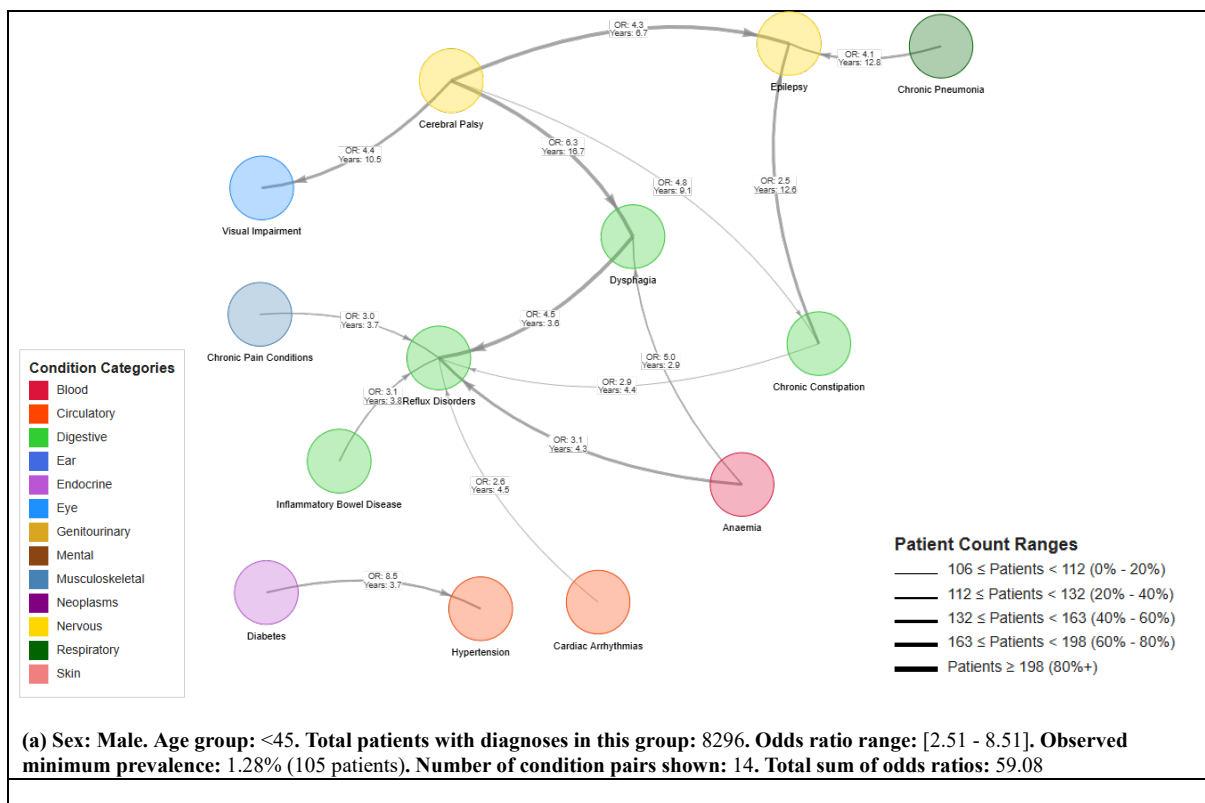 OR: 4.3
Years: 6.7
OR: 4.1
Years: 12.8
Epilepsy
Chronic Pneumonia
Cerebral Palsy
OR: 4.4
Years: 10.5
OR: 6.3
Years: 16.7
OR: 4.8
Years: 9.1
OR: 2.5
Years: 12.6
Visual Impairment
Dysphagia
OR: 3.0
Years: 3.7
OR: 4.5
Years: 3.6
Chronic Pain Conditions
OR: 5.0
Years: 2.9
Chronic Constipation
OR: 2.9
Years: 4.4
OR: 3.1
Years: 3.8
Reflux Disorders
OR: 3.1
Years: 4.3
OR: 2.6
Years: 4.5
Inflammatory Bowel Disease
Anaemia
OR: 8.5
Years: 3.7
Diabetes
Hypertension
Cardiac Arrhythmias
Condition Categories
Blood
Circulatory
Digestive
Ear
Endocrine
Eye
Genitourinary
Mental
Musculoskeletal
Neoplasms
Nervous
Respiratory
Skin
Patient Count Ranges
106 ≤ Patients < 112 (0% - 20%)
112 ≤ Patients < 132 (20% - 40%)
132 ≤ Patients < 163 (40% - 60%)
163 ≤ Patients < 198 (60% - 80%)
Patients ≥ 198 (80%+)
(a) Sex: Male. Age group: <45. Total patients with diagnoses in this group: 8296. Odds ratio range: [2.51 - 8.51]. Observed
minimum prevalence: 1.28% (105 patients). Number of condition pairs shown: 14. Total sum of odds ratios: 59.08